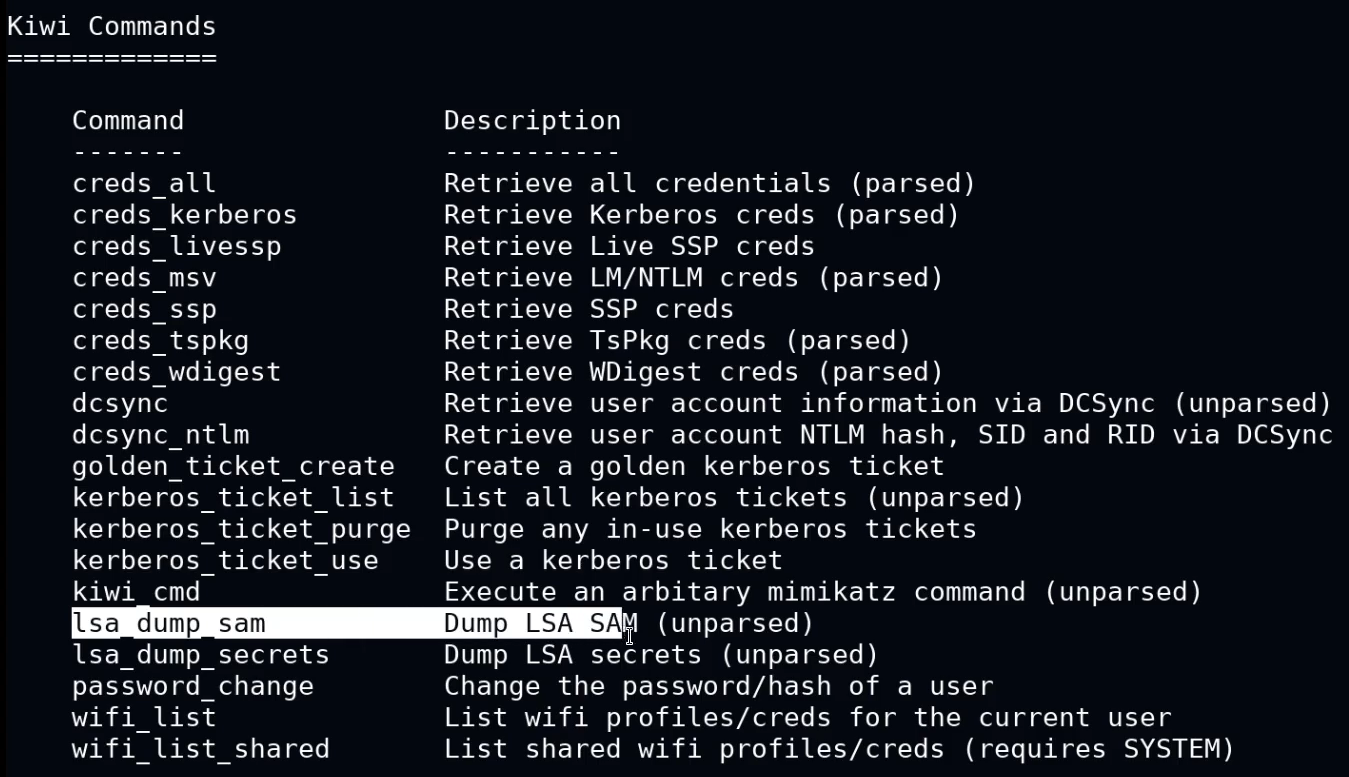 Kiwi Commands
=============
Command Description
------- -----------
creds_all Retrieve all credentials (parsed)
creds_kerberos Retrieve Kerberos creds (parsed)
creds_livessp Retrieve Live SSP creds
creds_msv Retrieve LM/NTLM creds (parsed)
creds_ssp Retrieve SSP creds
creds_tspkg Retrieve TsPkg creds (parsed)
creds_wdigest Retrieve WDigest creds (parsed)
dcsync Retrieve user account information via DCSync (unparsed)
dcsync_ntlm Retrieve user account NTLM hash, SID and RID via DCSync
golden_ticket_create Create a golden kerberos ticket
kerberos_ticket_list List all kerberos tickets (unparsed)
kerberos_ticket_purge Purge any in-use kerberos tickets
kerberos_ticket_use Use a kerberos ticket
kiwi_cmd Execute an arbitary mimikatz command (unparsed)
lsa_dump_sam Dump LSA SAM (unparsed)
lsa_dump_secrets Dump LSA secrets (unparsed)
password_change Change the password/hash of a user
wifi_list List wifi profiles/creds for the current user
wifi_list_shared List shared wifi profiles/creds (requires SYSTEM)